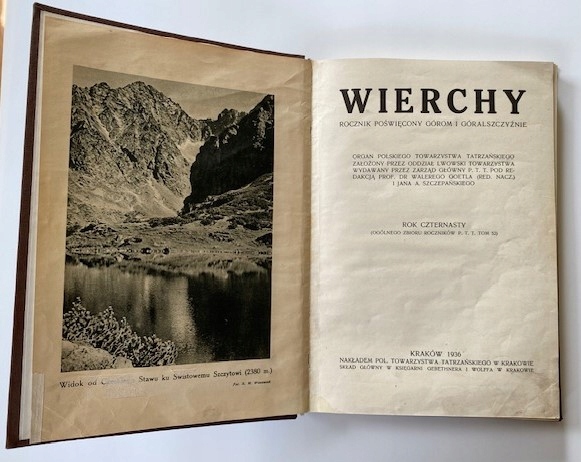 Widok od Stawu ku Świstowemu Szczytowi (2380 m.)
WIERCHY
ROCZNIK POŚWIĘCONY GÓROM I GÓRALSZCZYŹNIE
ORGAN POLSKIEGO TOWARZYSTWA TATRZAŃSKIEGO
ZAŁOŻONY PRZEZ ODDZIAŁ LWOWSKI TOWARZYSTWA
WYDAWANY PRZEZ ZARZĄD GŁÓWNY P. T. T. POD RE-
DAKCJĄ PROF. DR WALEREGO GOETLA (RED. NACZ.)
I JANA A. SZCZEPAŃSKIEGO
ROK CZTERNASTY
(OGÓLNEGO ZBIORU ROCZNIKÓW P. T. T. TOM
KRAKÓW 1936
NAKŁADEM POL. TOWARZYSTWA TATRZAŃSKIEGO W KRAKOWIE
SKŁAD GŁÓWNY W KSIĘGARNI GEBETHNERA I WOLFFA W KRAKOWIE